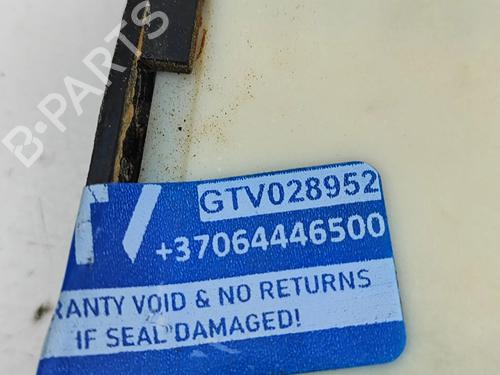 B-PARTS
GTV028952
+37064446500
RANTY VOID & NO RETURNS
IF SEAL DAMAGED!